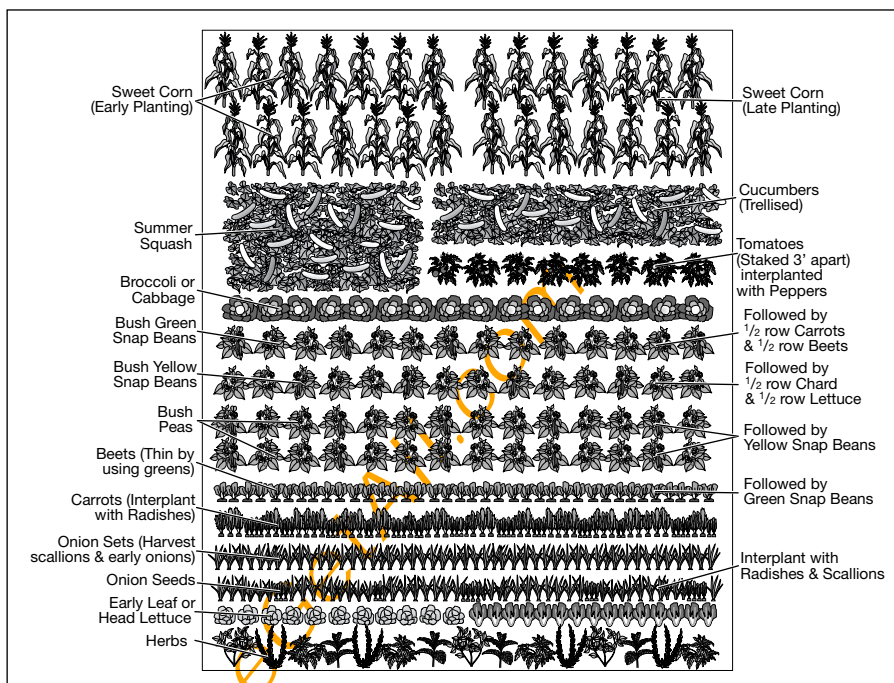 Sweet Corn
(Early Planting)
Sweet Corn
(Late Planting)
Summer
Squash
Cucumbers
(Trellised)
Tomatoes
(Staked 3’ apart)
interplanted
with Peppers
Broccoli or
Cabbage
Bush Green
Snap Beans
Followed by
1/2 row Carrots
& 1/2 row Beets
Bush Yellow
Snap Beans
Followed by
1/2 row Chard
& 1/2 row Lettuce
Bush
Peas
Followed by
Yellow Snap Beans
Beets (Thin by
using greens)
Followed by
Green Snap Beans
Carrots (Interplant
with Radishes)
Onion Sets (Harvest
scallions & early onions)
Onion Seeds
Interplant with
Radishes & Scallions
Early Leaf or
Head Lettuce
Herbs